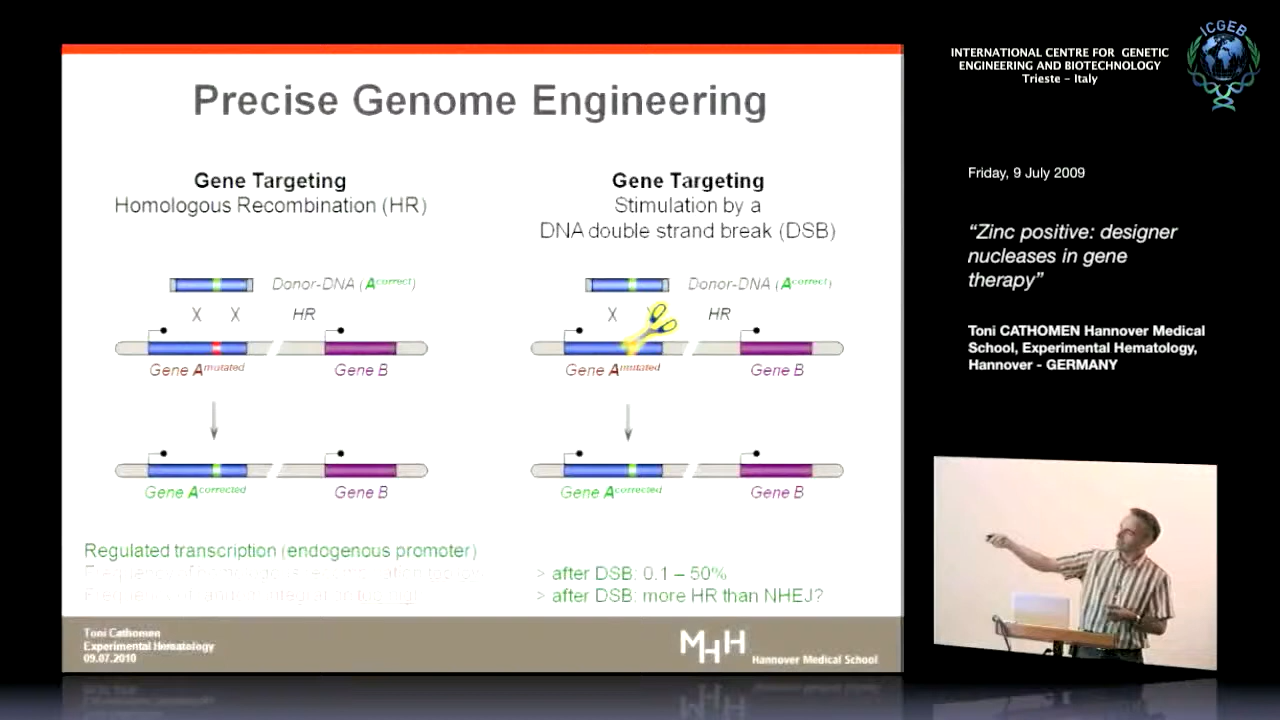 Precise Genome Engineering
Gene Targeting
Homologous Recombination (HR)
Donor-DNA (Acorrect)
X X HR
Gene Amutated
Gene B
Gene Acorrected
Gene B
Regulated transcription (endogenous promoter)
Gene Targeting
Stimulation by a
DNA double strand break (DSB)
Donor-DNA (Acorrect)
X HR
Gene Amutated
Gene B
Gene Acorrected
Gene B
> after DSB: 0.1 – 50%
> after DSB: more HR than NHEJ?
Toni Cathomen
Experimental Hematology
09.07.2010
MHH Hannover Medical School
INTERNATIONAL CENTRE FOR GENETIC
ENGINEERING AND BIOTECHNOLOGY
Trieste – Italy
ICGEB
Friday, 9 July 2009
“Zinc positive: designer
nucleases in gene
therapy”
Toni CATHOMEN Hannover Medical
School, Experimental Hematology,
Hannover - GERMANY